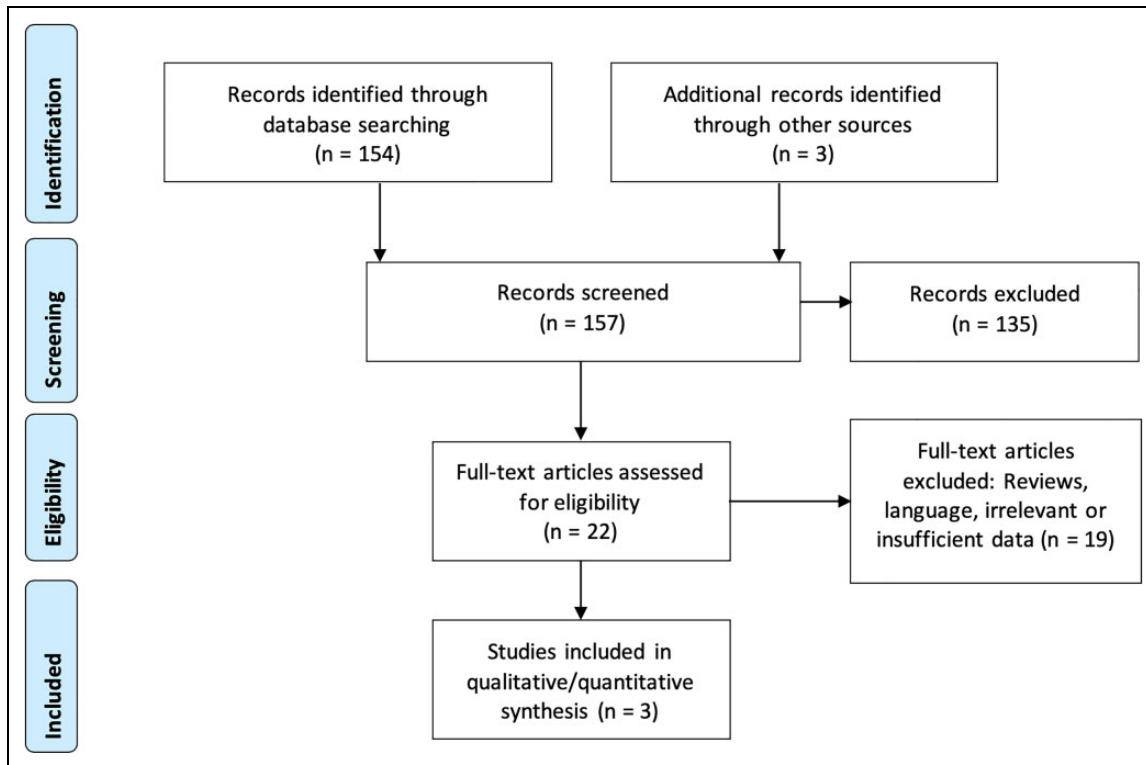 Identification
Records identified through
database searching
(n = 154)
Additional records identified
through other sources
(n = 3)
Screening
Records screened
(n = 157)
Records excluded
(n = 135)
Eligibility
Full-text articles assessed
for eligibility
(n = 22)
Full-text articles
excluded: Reviews,
language, irrelevant or
insufficient data (n = 19)
Included
Studies included in
qualitative/quantitative
synthesis (n = 3)